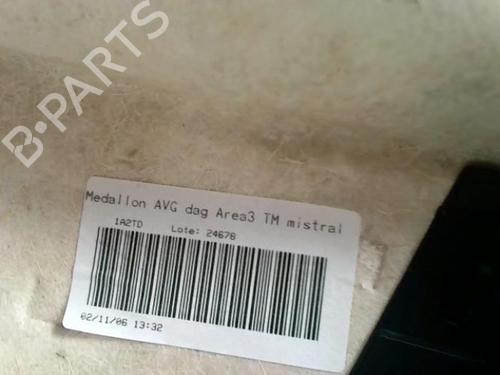 B-PARTS
Medallon AVG dag Area3 TM mistral
1A2TD Lote: 24678
02/11/06 13:32